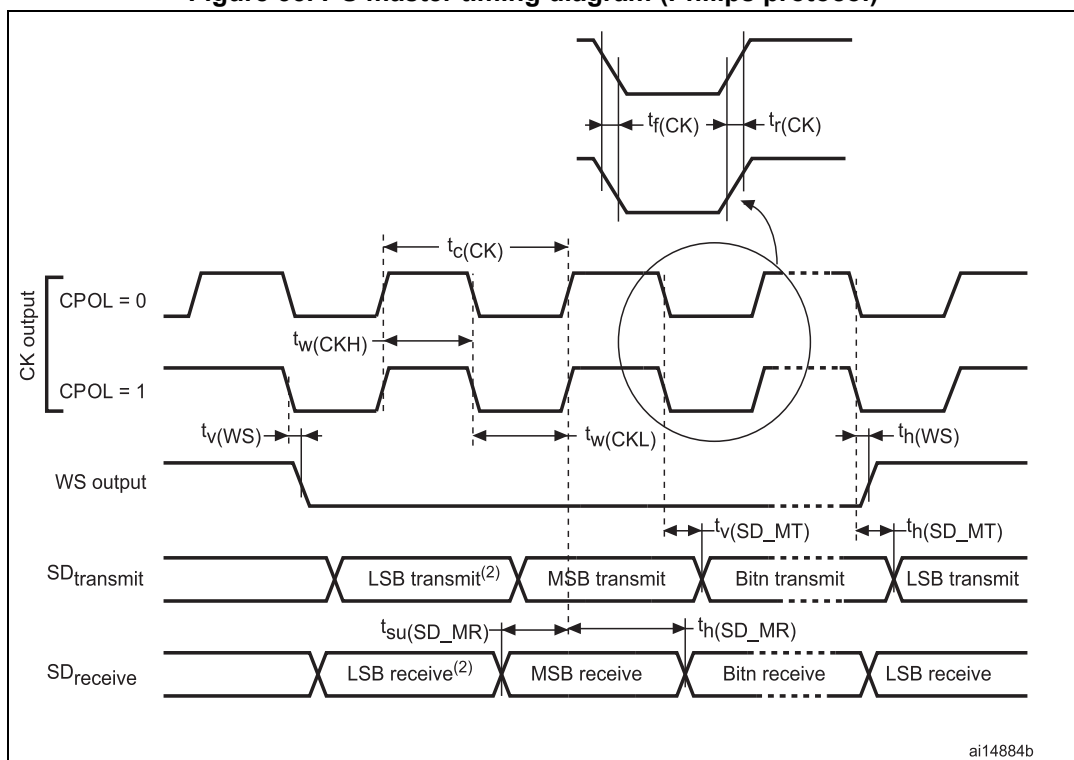 t_f(CK)
t_r(CK)
t_c(CK)
CK output
CPOL = 0
t_w(CKH)
CPOL = 1
t_v(WS)
t_w(CKL)
t_h(WS)
WS output
t_v(SD_MT)
t_h(SD_MT)
SD_transmit
LSB transmit(2)
MSB transmit
Bitn transmit
LSB transmit
t_su(SD_MR)
t_h(SD_MR)
SD_receive
LSB receive(2)
MSB receive
Bitn receive
LSB receive
ai14884b